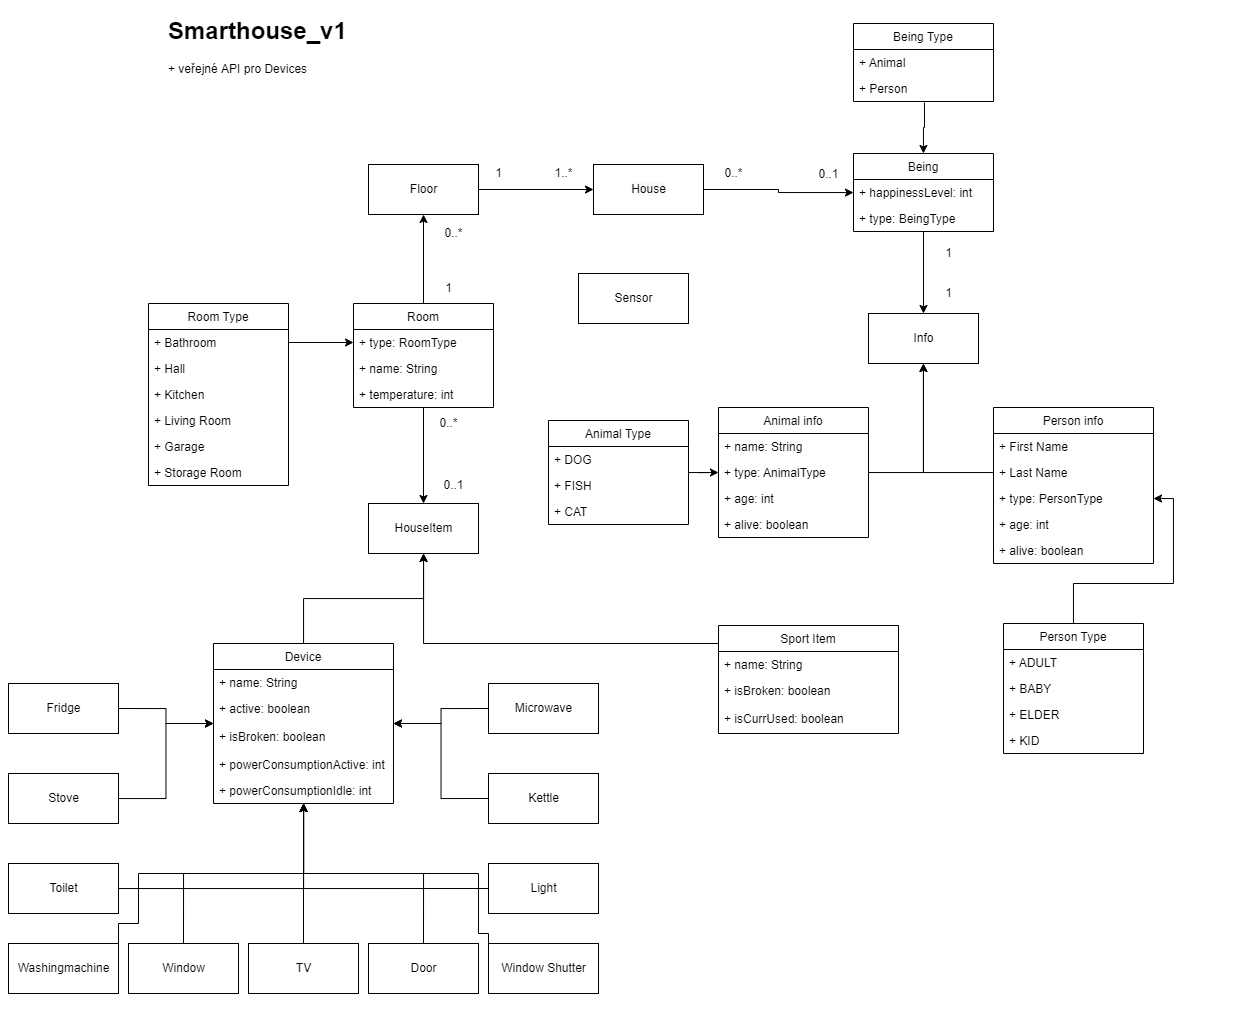 Smarthouse_v1
+ veřejné API pro Devices
Being Type
+ Animal
+ Person
Being
+ happinessLevel: int
+ type: BeingType
Floor
1
1..*
House
0..*
0..1
0..*
1
1
1
Sensor
Info
Room Type
+ Bathroom
+ Hall
+ Kitchen
+ Living Room
+ Garage
+ Storage Room
Room
+ type: RoomType
+ name: String
+ temperature: int
0..*
0..1
HouseItem
Animal Type
+ DOG
+ FISH
+ CAT
Animal info
+ name: String
+ type: AnimalType
+ age: int
+ alive: boolean
Person info
+ First Name
+ Last Name
+ type: PersonType
+ age: int
+ alive: boolean
Person Type
+ ADULT
+ BABY
+ ELDER
+ KID
Sport Item
+ name: String
+ isBroken: boolean
+ isCurrUsed: boolean
Device
+ name: String
+ active: boolean
+ isBroken: boolean
+ powerConsumptionActive: int
+ powerConsumptionIdle: int
Fridge
Microwave
Stove
Kettle
Toilet
Light
Washingmachine
Window
TV
Door
Window Shutter